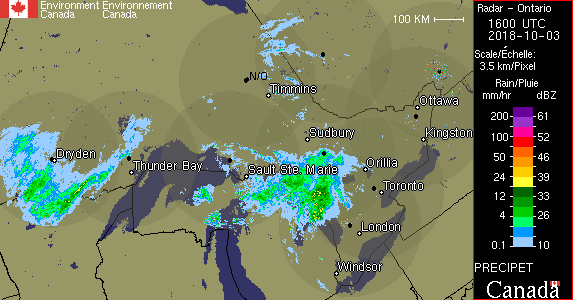 Environment Environnement
Canada Canada
100 KM
N/O
Timmins
Ottawa
Sudbury
Kingston
Dryden
Thunder Bay
Sault Ste. Marie
Orillia
Toronto
London
Windsor
Radar - Ontario
1600 UTC
2018-10-03
Scale/Échelle:
3.5 km/Pixel
Rain/Pluie
mm/hr dBZ
200 61
100 52
50 46
24 39
12 33
4 26
0.1 10
PRECIPET
Canada